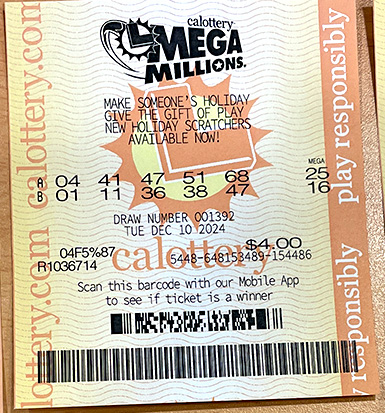 calottery
MEGA
MILLIONS.
MAKE SOMEONE'S HOLIDAY
GIVE THE GIFT OF PLAY
NEW HOLIDAY SCRATCHERS
AVAILABLE NOW!
MEGA
A 04 41 47 51 68 25
B 01 11 36 38 47 16
DRAW NUMBER 001392
TUE DEC 10 2024
$4.00
04F5%87
calottery
5448-648153489-154486
R1036714
Scan this barcode with our Mobile App
to see if ticket is a winner
lottery.com calottery.com
responsibly play responsibly